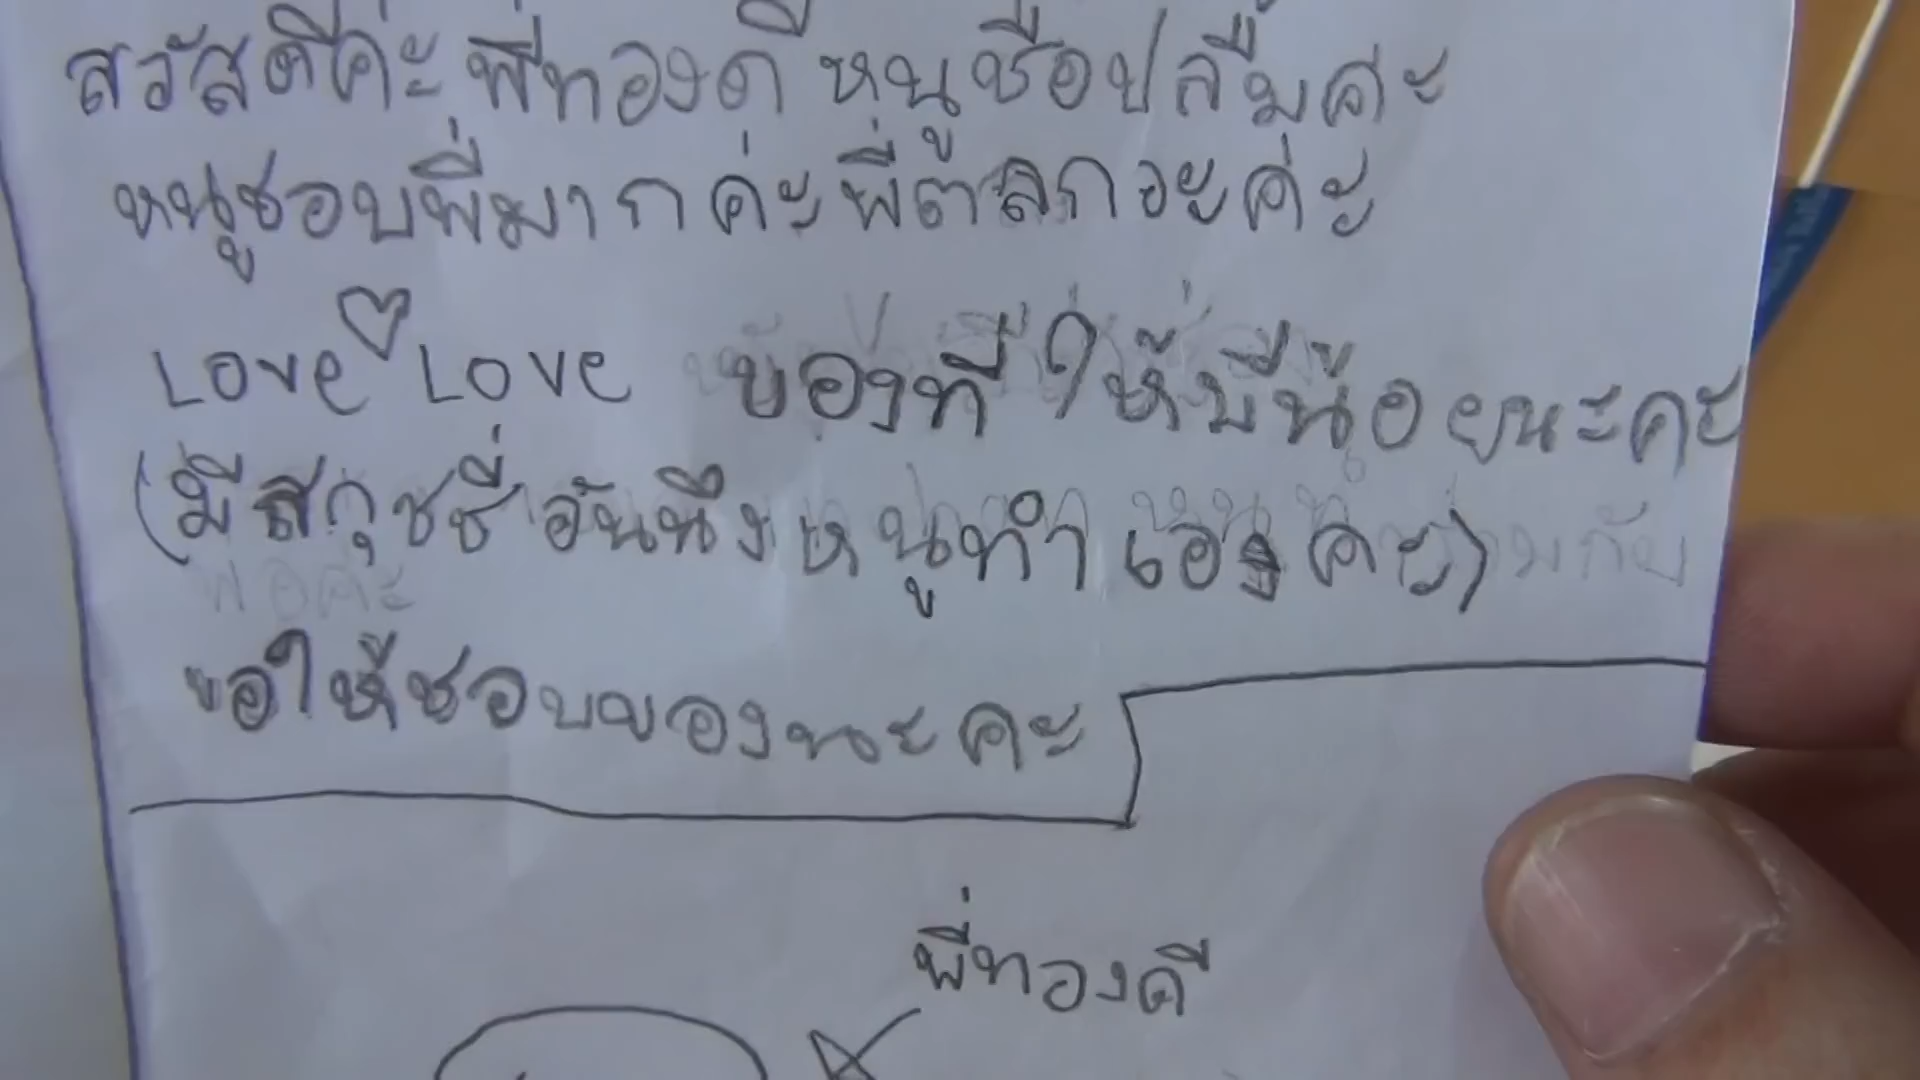 สวัสดีค่ะ พี่ทองดี หนูชื่อปลื้มค่ะ
หนูชอบพี่มากค่ะ พี่ตลกอะค่ะ
LOVE LOVE ของที่ให้มีน้อยนะคะ
(มีสกุชชี่อันนึงหนูทำเองค่ะ)
ขอให้ชอบของนะคะ
พี่ทองดี